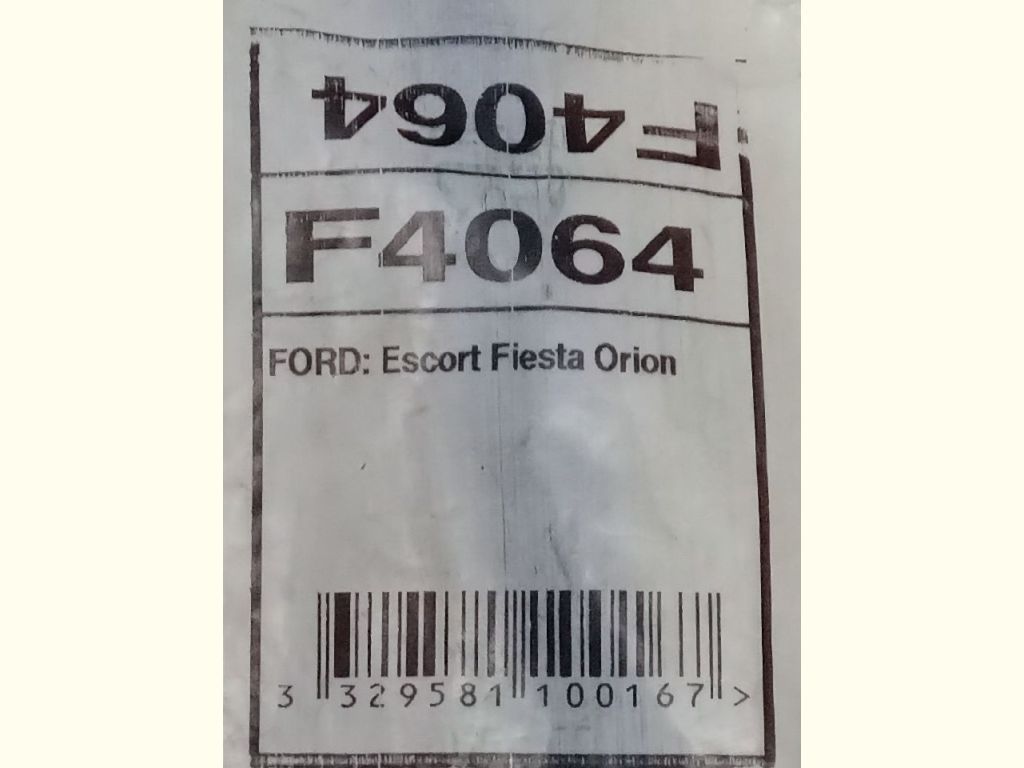 F4064
F4064
FORD: Escort Fiesta Orion
3 329581 100167 >